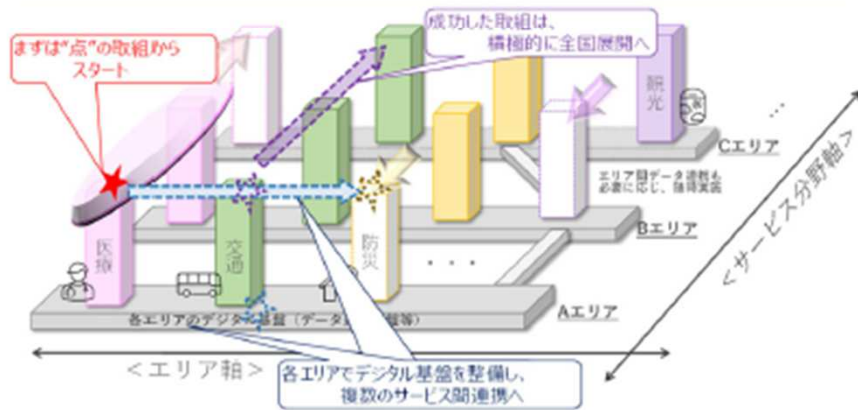 まずは“点”の取組から
スタート
成功した取組は、
積極的に全国展開へ
観光
…
Cエリア
エリア間データ連携も
必要に応じ、
Bエリア
<サービス分野軸>
医療
交通
防災
・・・
Aエリア
各エリアのデジタル基盤(データ
<エリア軸>
各エリアでデジタル基盤を整備し、
複数のサービス間連携へ